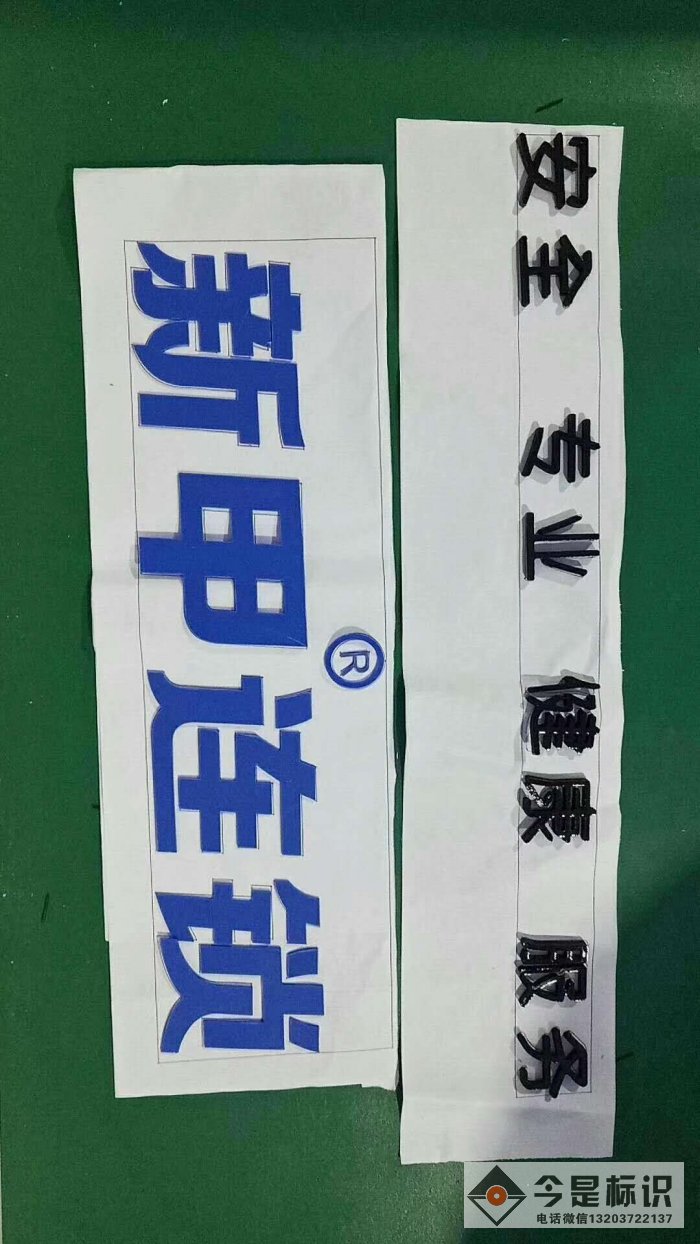 安全 专业 健康 服务
新甲连锁®
今是标识
电话微信13203722137